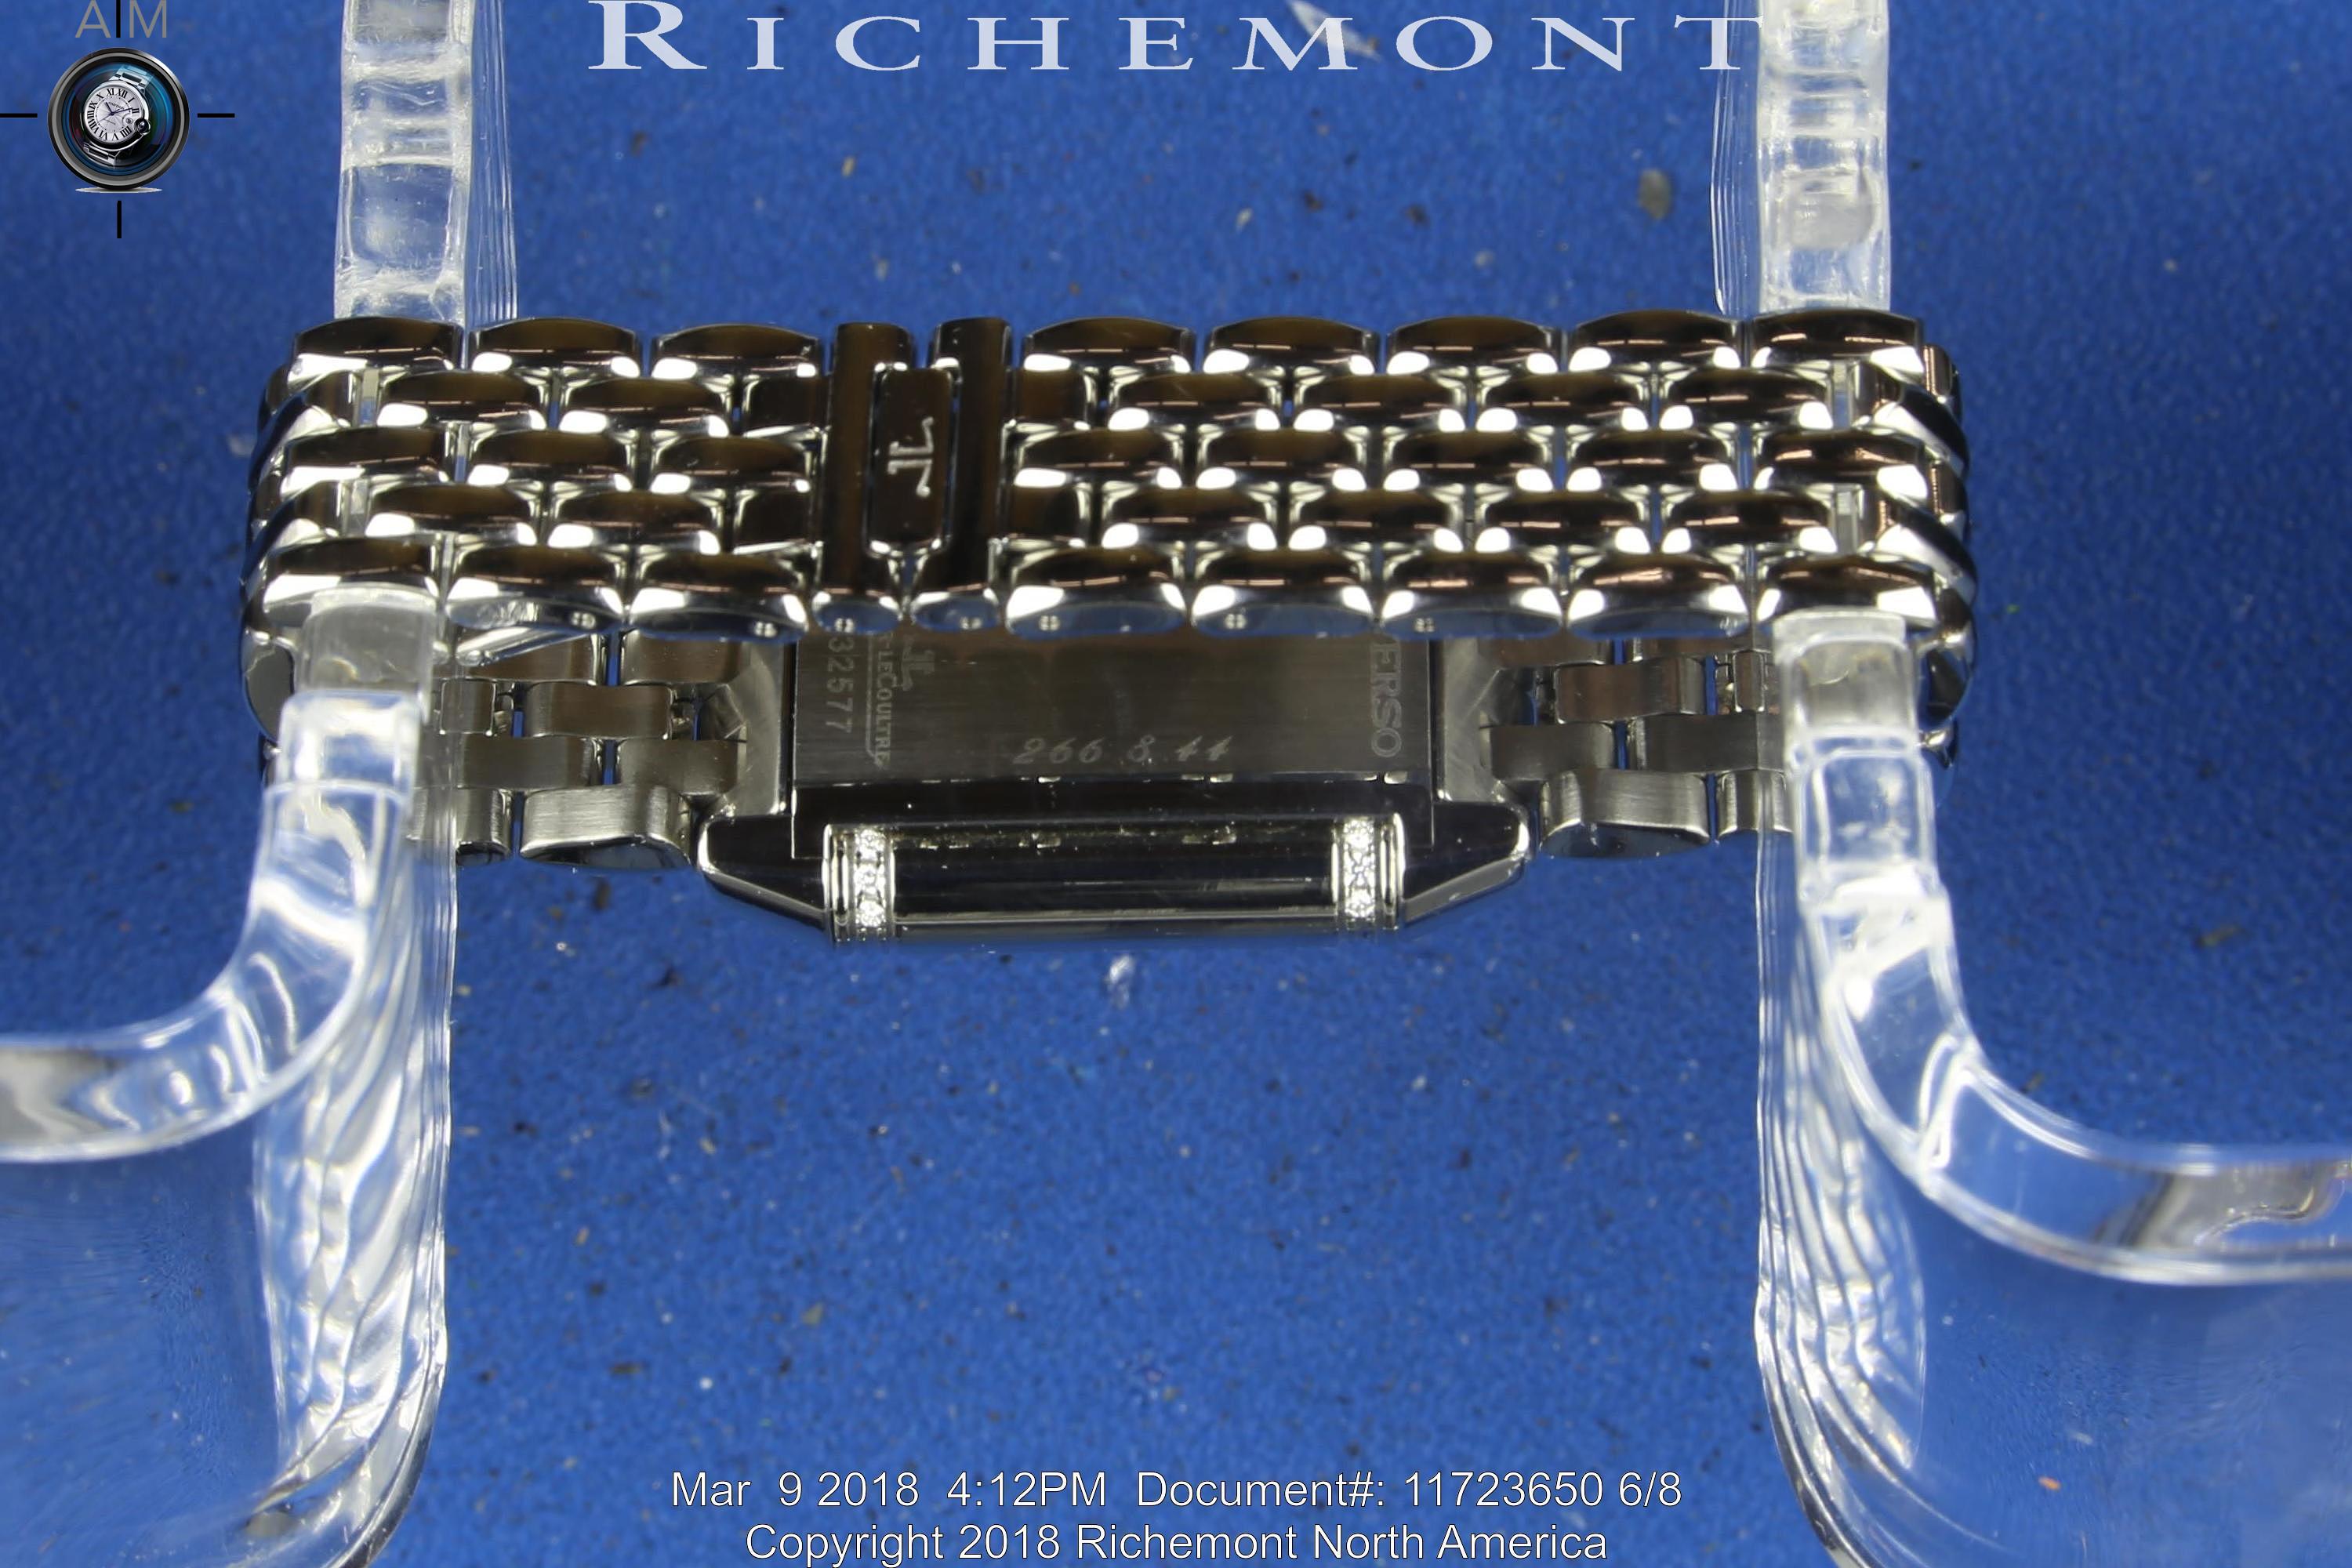 AIM
RICHEMONT
32577
T-LECOULTRE
266.8.44
ERSO
Mar 9 2018 4:12PM Document#: 11723650 6/8
Copyright 2018 Richemont North America